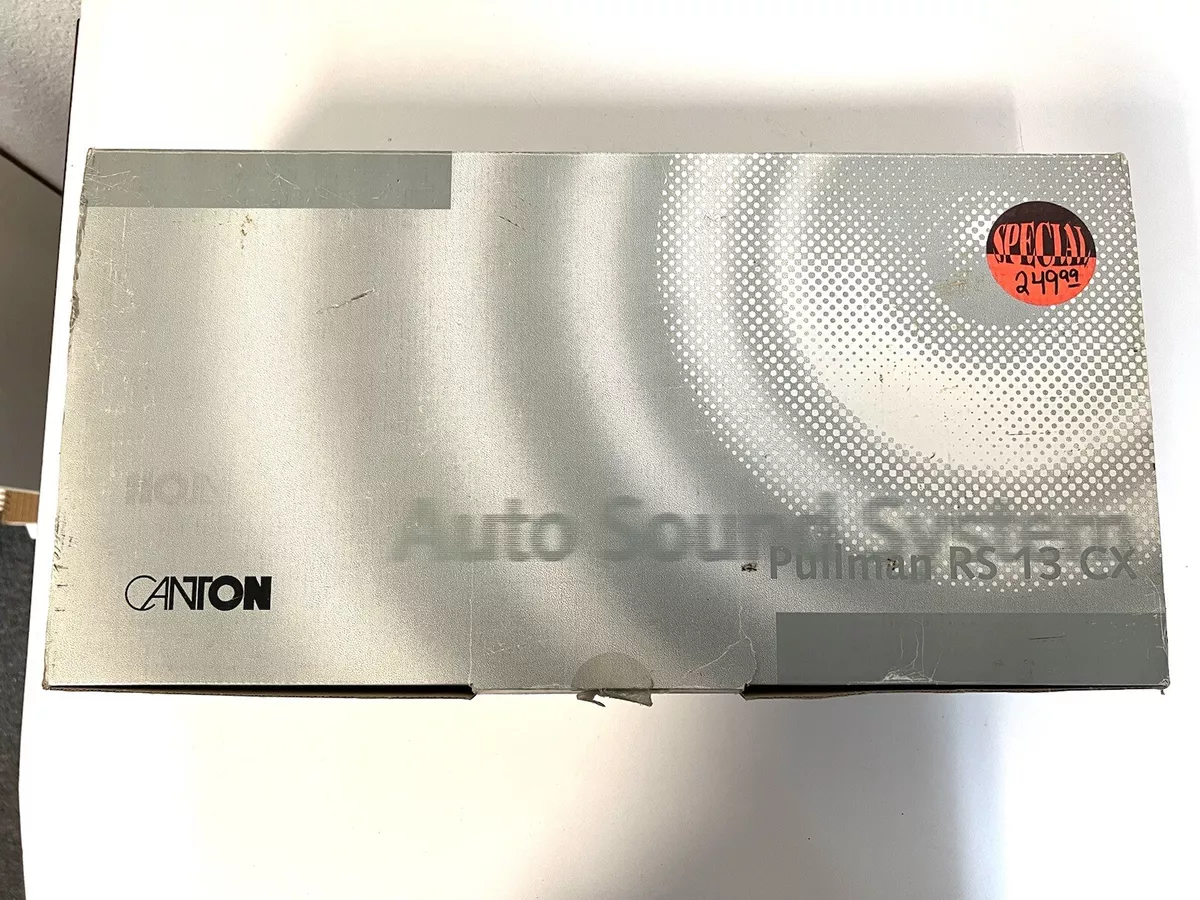 SPECIAL
24999
Auto Sound System
Pullman RS 13 CX
CANTON